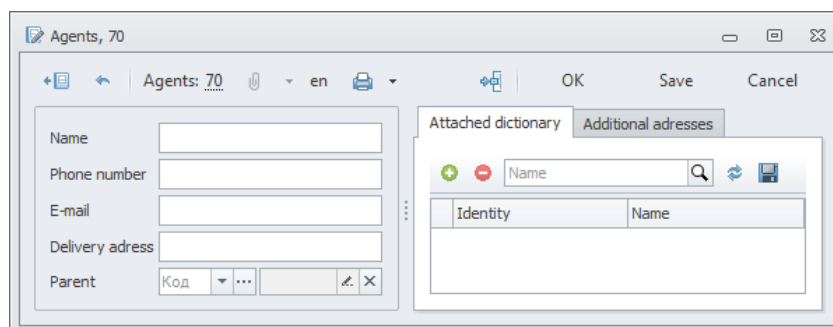 Agents, 70
Agents: 70 en OK Save Cancel
Attached dictionary Additional adresses
Name
Phone number
Name
E-mail
Identity Name
Delivery adress
Parent Код